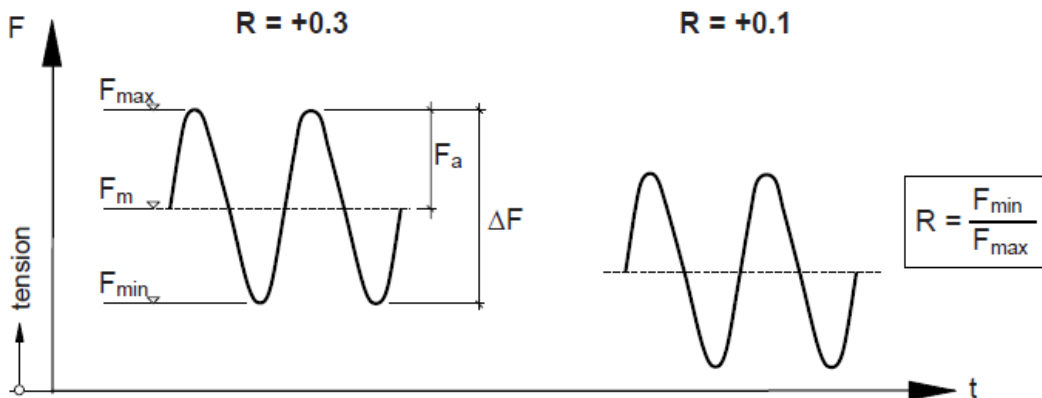 F
R = +0.3
R = +0.1
Fmax
Fa
Fm
ΔF
R = Fmin
Fmax
Fmin
tension
t